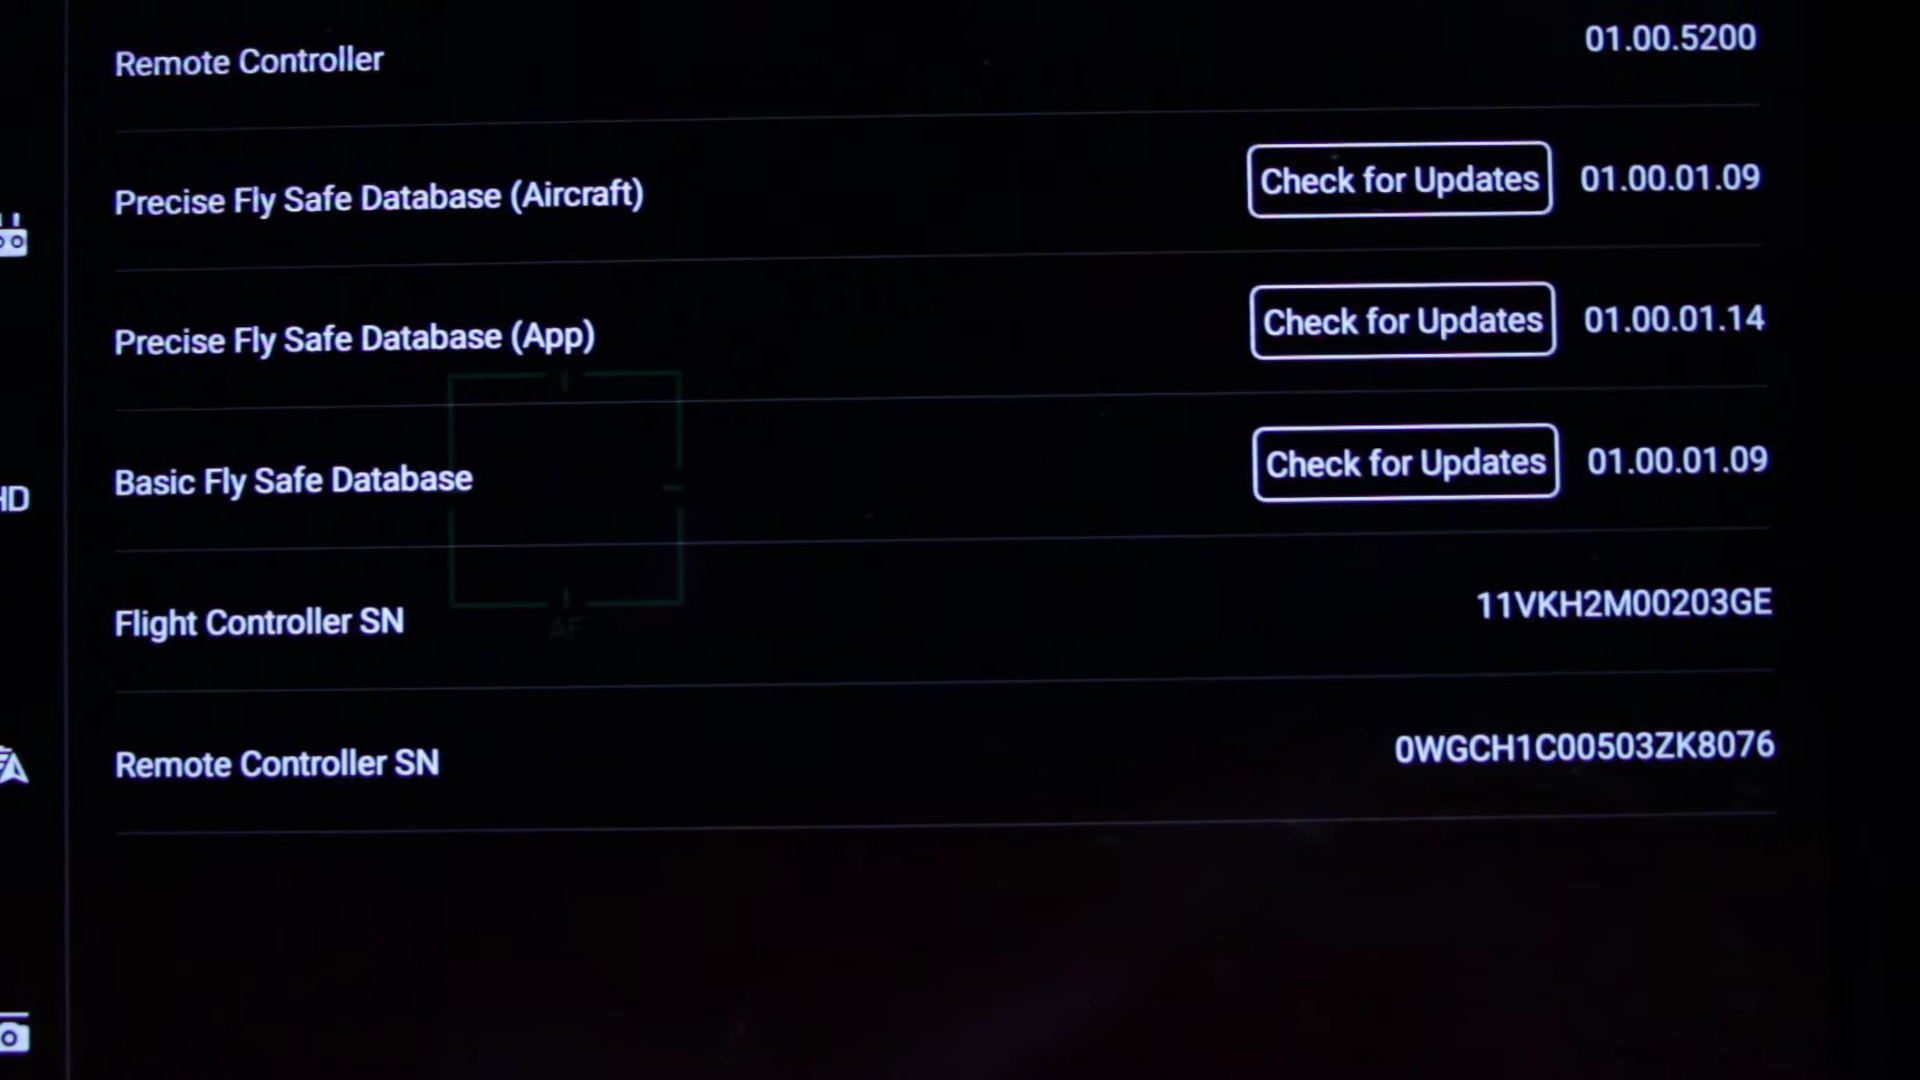 Remote Controller 01.00.5200
Precise Fly Safe Database (Aircraft) Check for Updates 01.00.01.09
Precise Fly Safe Database (App) Check for Updates 01.00.01.14
Basic Fly Safe Database Check for Updates 01.00.01.09
HD
Flight Controller SN 11VKH2M00203GE
AF
Remote Controller SN 0WGCH1C00503ZK8076